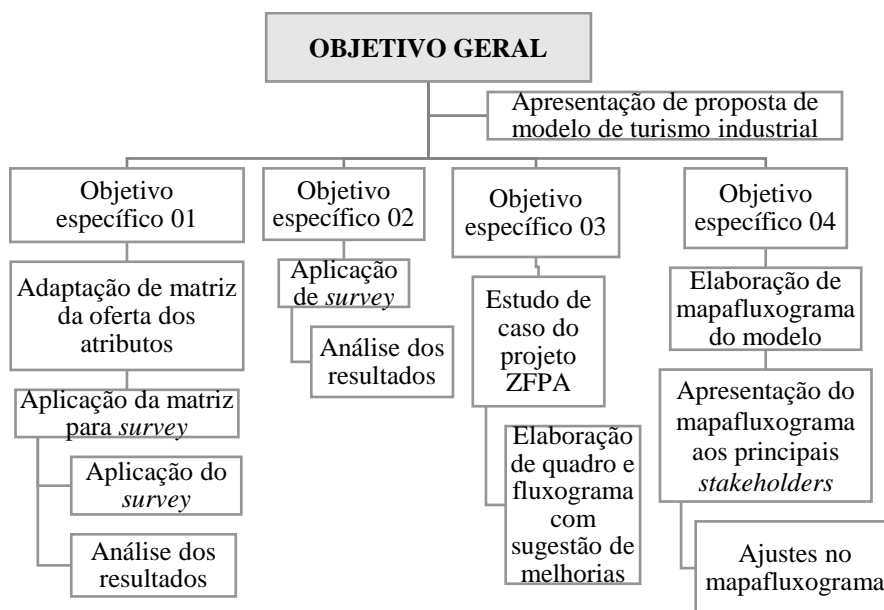 OBJETIVO GERAL
Apresentação de proposta de
modelo de turismo industrial
Objetivo
específico 01
Adaptação de matriz
da oferta dos
atributos
Aplicação da matriz
para survey
Aplicação do
survey
Análise dos
resultados
Objetivo
específico 02
Aplicação
de survey
Análise dos
resultados
Objetivo
específico 03
Estudo de
caso do
projeto
ZFPA
Elaboração
de quadro e
fluxograma
com
sugestão de
melhorias
Objetivo
específico 04
Elaboração de
mapafluxograma
do modelo
Apresentação do
mapafluxograma
aos principais
stakeholders
Ajustes no
mapafluxograma